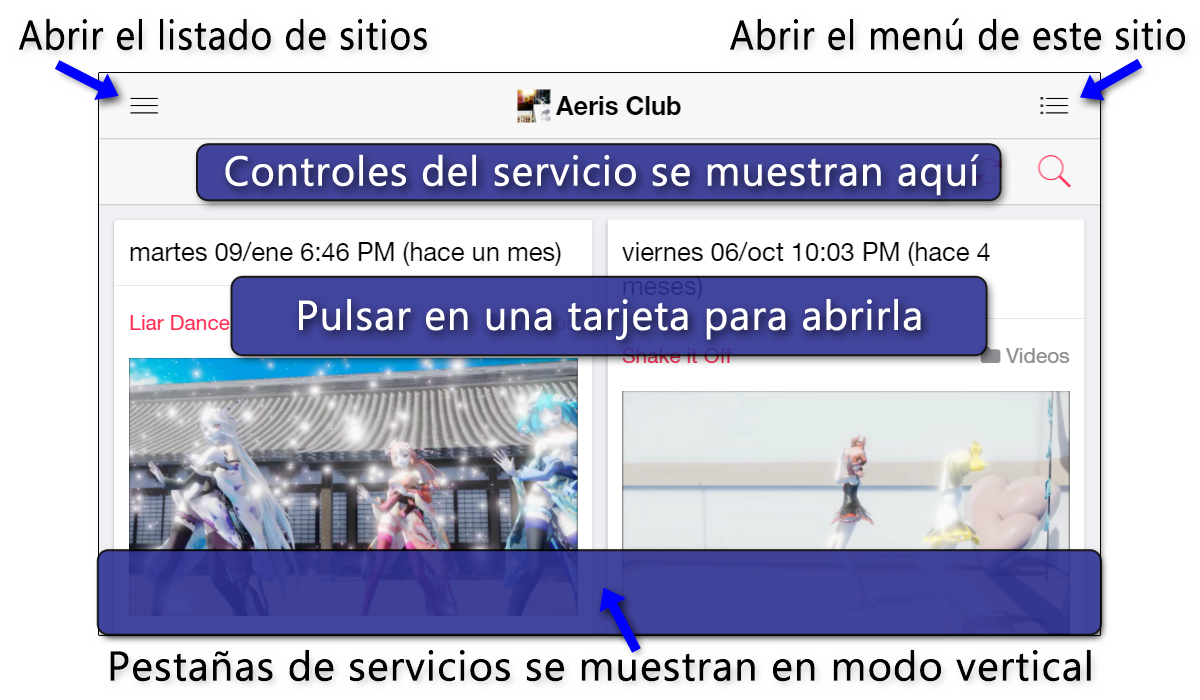 Abrir el listado de sitios
Abrir el menú de este sitio
Aeris Club
Controles del servicio se muestran aquí
martes 09/ene 6:46 PM (hace un mes)
viernes 06/oct 10:03 PM (hace 4
meses)
Pulsar en una tarjeta para abrirla
Liar Dance
Shake it Off
Videos
Pestañas de servicios se muestran en modo vertical